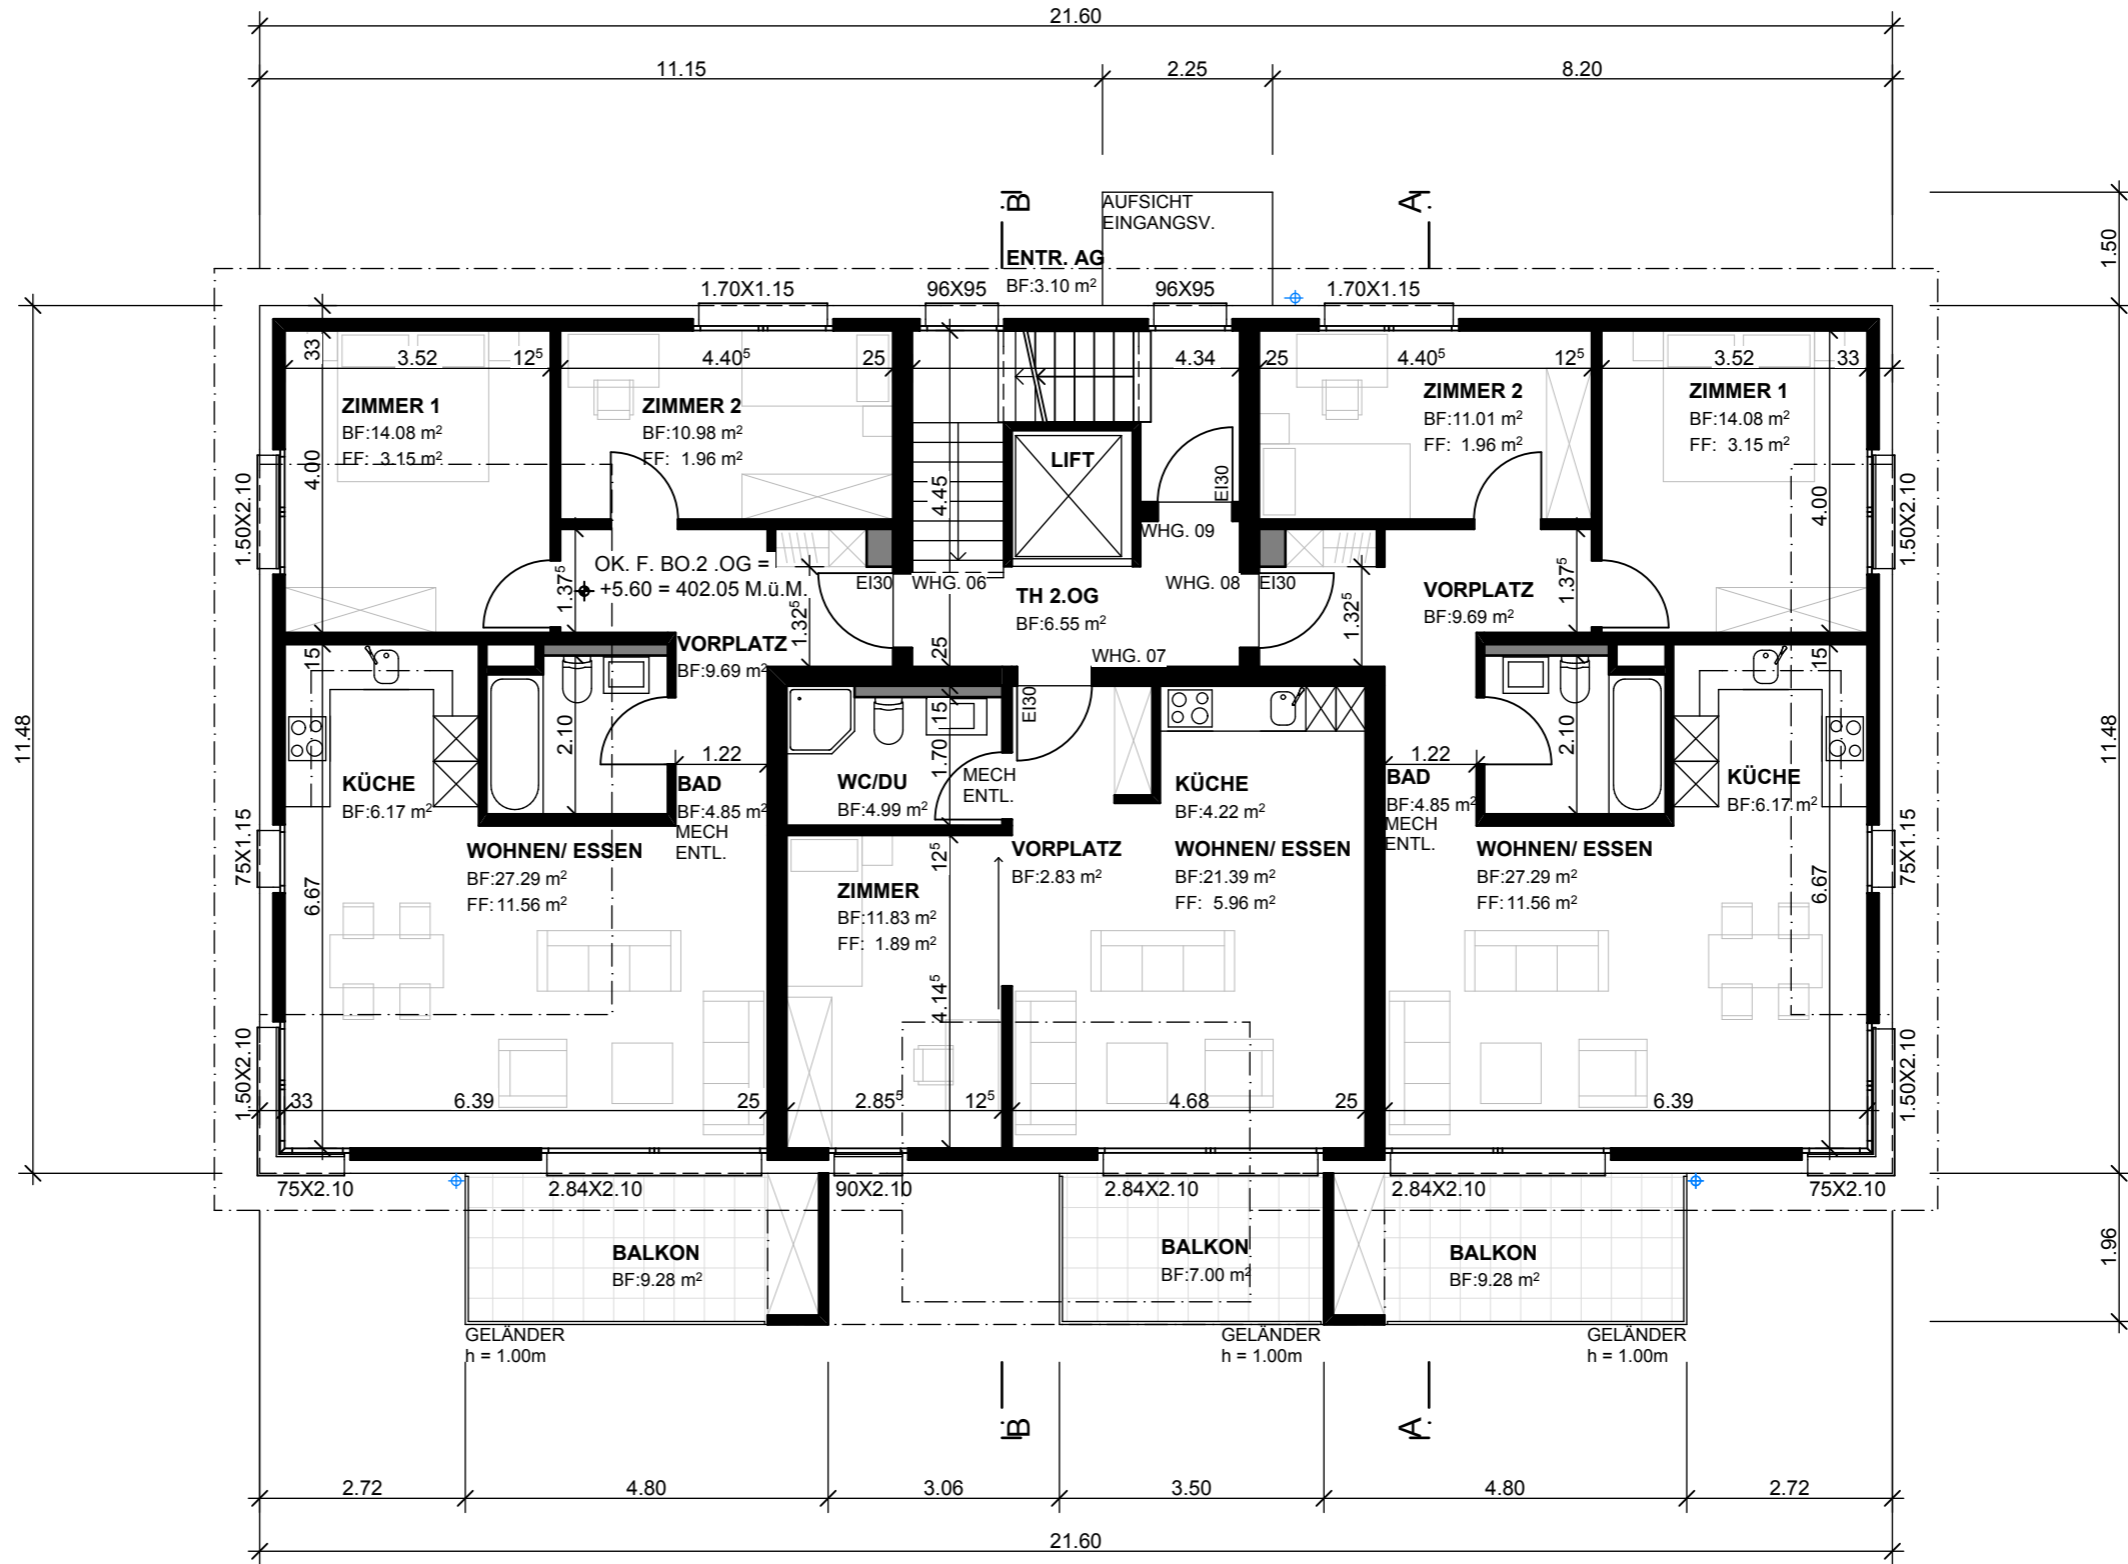 21.60
11.15 2.25 8.20
B A
AUFSICHT
EINGANGSV.
1.50
ENTR. AG
BF:3.10 m²
1.70X1.15 96X95 96X95 1.70X1.15
33 3.52 12⁵ 4.40⁵ 25 4.34 25 4.40⁵ 12⁵ 3.52 33
ZIMMER 1
BF:14.08 m²
FF: 3.15 m²
ZIMMER 2
BF:10.98 m²
FF: 1.96 m²
LIFT
ZIMMER 2
BF:11.01 m²
FF: 1.96 m²
ZIMMER 1
BF:14.08 m²
FF: 3.15 m²
1.50X2.10
4.00
4.45
EI30
WHG. 09
4.00
1.50X2.10
OK. F. BO.2 .OG =
+5.60 = 402.05 M.ü.M.
1.37⁵
1.32⁵
EI30 WHG. 06
WHG. 08 EI30
TH 2.OG
BF:6.55 m²
VORPLATZ
BF:9.69 m²
1.32⁵
1.37⁵
VORPLATZ
BF:9.69 m²
25
WHG. 07
15
15
11.48
11.48
2.10
1.22
15
1.70
EI30
1.22
2.10
KÜCHE
BF:6.17 m²
BAD
BF:4.85 m²
MECH
ENTL.
WC/DU
BF:4.99 m²
MECH
ENTL.
KÜCHE
BF:4.22 m²
BAD
BF:4.85 m²
MECH
ENTL.
KÜCHE
BF:6.17 m²
75X1.15
75X1.15
6.67
6.67
WOHNEN/ ESSEN
BF:27.29 m²
FF: 11.56 m²
12⁵
ZIMMER
BF:11.83 m²
FF: 1.89 m²
VORPLATZ
BF:2.83 m²
WOHNEN/ ESSEN
BF:21.39 m²
FF: 5.96 m²
WOHNEN/ ESSEN
BF:27.29 m²
FF: 11.56 m²
4.14⁵
1.50X2.10
1.50X2.10
33 6.39 25 2.85⁵ 12⁵ 4.68 25 6.39
75X2.10 2.84X2.10 90X2.10 2.84X2.10 2.84X2.10 75X2.10
BALKON
BF:9.28 m²
BALKON
BF:7.00 m²
BALKON
BF:9.28 m²
1.96
GELÄNDER
h = 1.00m
GELÄNDER
h = 1.00m
GELÄNDER
h = 1.00m
B A
2.72 4.80 3.06 3.50 4.80 2.72
21.60